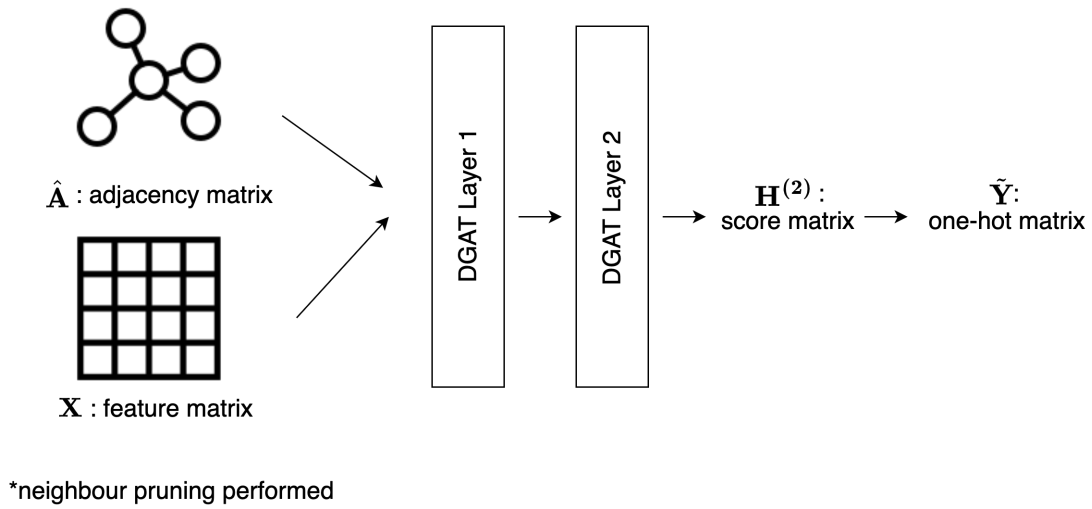 Â : adjacency matrix
X : feature matrix
*neighbour pruning performed
DGAT Layer 1
DGAT Layer 2
H⁽²⁾ :
score matrix
Ỹ:
one-hot matrix